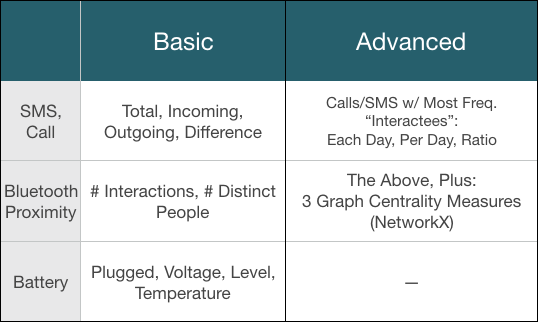 Basic
Advanced
SMS,
Call
Total, Incoming,
Outgoing, Difference
Calls/SMS w/ Most Freq.
“Interactees”:
Each Day, Per Day, Ratio
Bluetooth
Proximity
# Interactions, # Distinct
People
The Above, Plus:
3 Graph Centrality Measures
(NetworkX)
Battery
Plugged, Voltage, Level,
Temperature
—